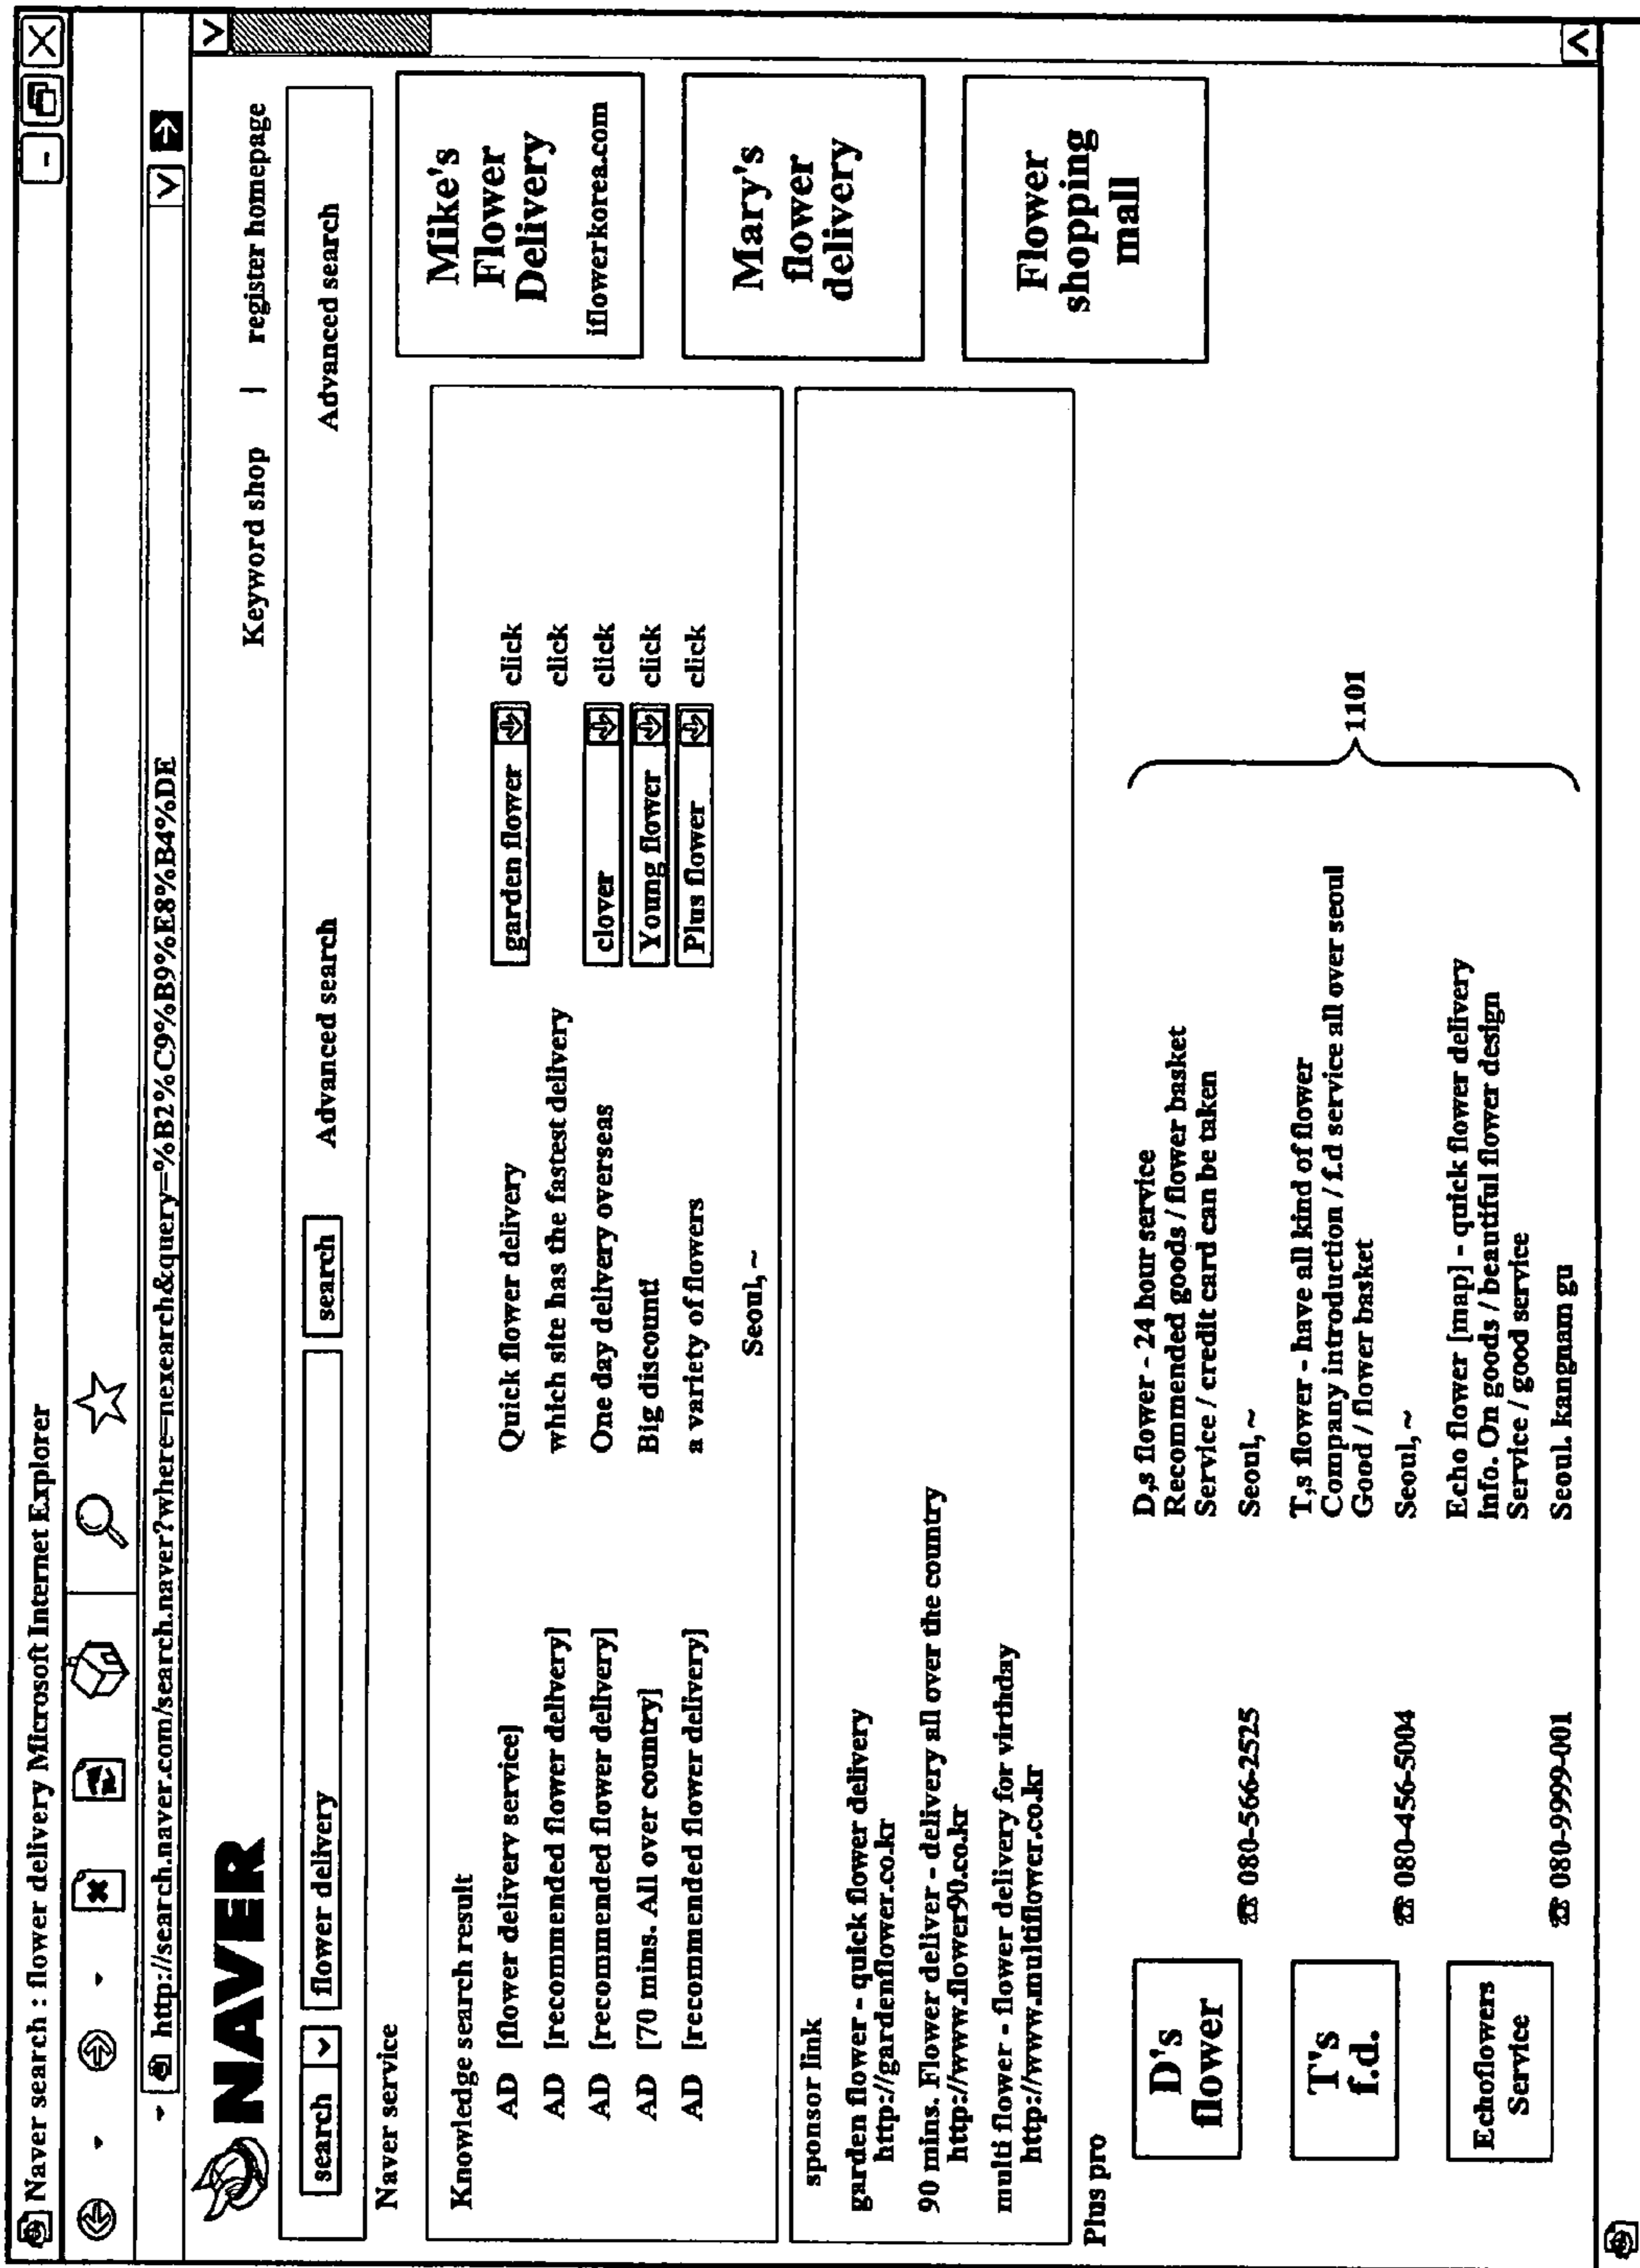 Naver search : flower delivery Microsoft Internet Explorer
http://search.naver.com/search.naver?where=nexearch&query=%B2%C9%B9%E8%B4%DE
NAVER
Keyword shop | register homepage
search flower delivery search Advanced search Advanced search
Naver service
Knowledge search result
AD [flower delivery service] Quick flower delivery garden flower click
AD [recommended flower delivery] which site has the fastest delivery click
AD [recommended flower delivery] One day delivery overseas clover click
AD [70 mins. All over country] Big discount! Young flower click
AD [recommended flower delivery] a variety of flowers Plus flower click
Seoul, ~
Mike's
Flower
Delivery
iflowerkorea.com
Mary's
flower
delivery
Flower
shopping
mall
sponsor link
garden flower - quick flower delivery
http://gardenflower.co.kr
90 mins. Flower deliver - delivery all over the country
http://www.flower90.co.kr
multi flower - flower delivery for virthday
http://www.multiflower.co.kr
Plus pro
D's
flower
☎ 080-566-2525
D,s flower - 24 hour service
Recommended goods / flower basket
Service / credit card can be taken
Seoul, ~
T's
f.d.
☎ 080-456-5004
T,s flower - have all kind of flower
Company introduction / f.d service all over seoul
Good / flower basket
Seoul, ~
Echoflowers
Service
☎ 080-9999-001
Echo flower [map] - quick flower delivery
Info. On goods / beautiful flower design
Service / good service
Seoul. kangnam gu
1101